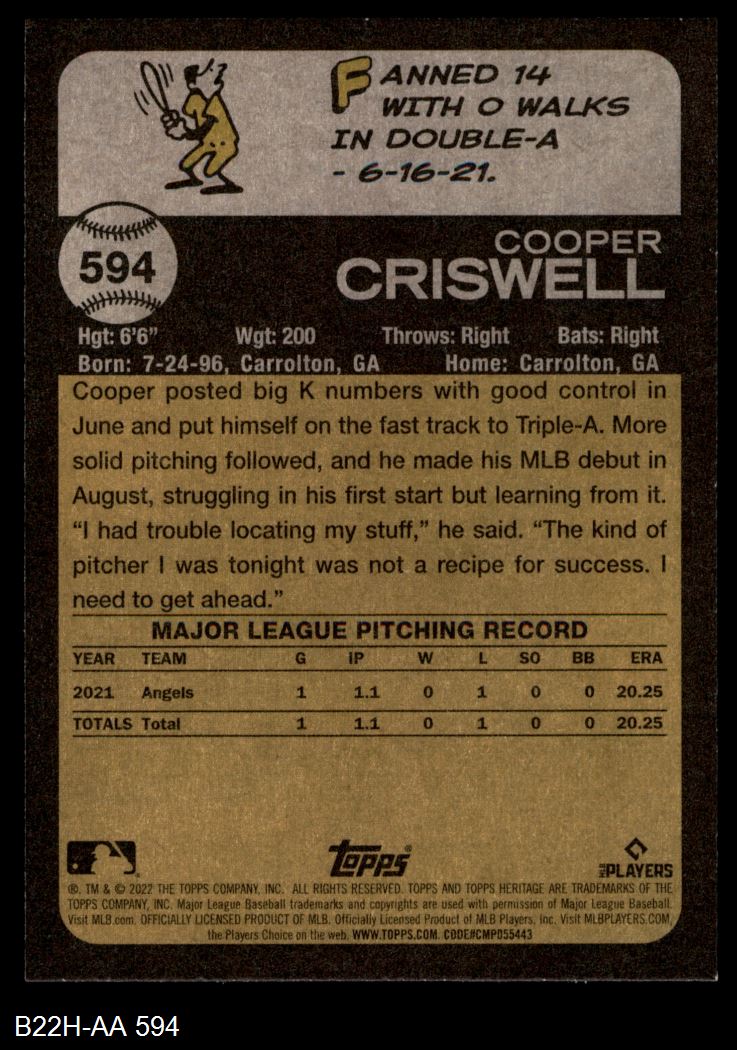 FANNED 14
WITH 0 WALKS
IN DOUBLE-A
- 6-16-21.
594
COOPER
CRISWELL
Hgt: 6'6" Wgt: 200 Throws: Right Bats: Right
Born: 7-24-96, Carrolton, GA Home: Carrolton, GA
Cooper posted big K numbers with good control in
June and put himself on the fast track to Triple-A. More
solid pitching followed, and he made his MLB debut in
August, struggling in his first start but learning from it.
“I had trouble locating my stuff,” he said. “The kind of
pitcher I was tonight was not a recipe for success. I
need to get ahead.”
MAJOR LEAGUE PITCHING RECORD
YEAR TEAM G IP W L SO BB ERA
2021 Angels 1 1.1 0 1 0 0 20.25
TOTALS Total 1 1.1 0 1 0 0 20.25
Topps®
MLB PLAYERS
®, TM & © 2022 THE TOPPS COMPANY, INC. ALL RIGHTS RESERVED. TOPPS AND TOPPS HERITAGE ARE TRADEMARKS OF THE
TOPPS COMPANY, INC. Major League Baseball trademarks and copyrights are used with permission of Major League Baseball.
Visit MLB.com. OFFICIALLY LICENSED PRODUCT OF MLB. Officially Licensed Product of MLB Players, Inc. Visit MLBPLAYERS.COM,
the Players Choice on the web. WWW.TOPPS.COM. CODE#CMP055443
B22H-AA 594